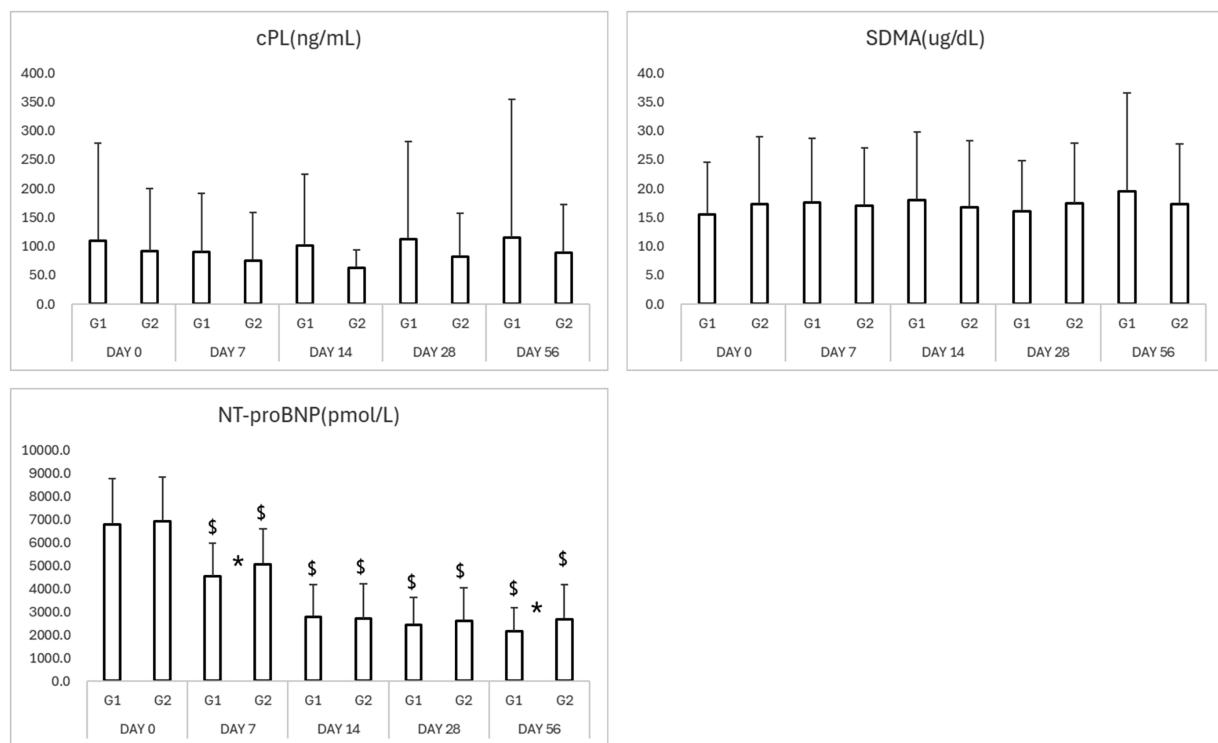 cPL(ng/mL)
400.0
350.0
300.0
250.0
200.0
150.0
100.0
50.0
0.0
G1 G2 G1 G2 G1 G2 G1 G2 G1 G2
DAY 0 DAY 7 DAY 14 DAY 28 DAY 56
SDMA(ug/dL)
40.0
35.0
30.0
25.0
20.0
15.0
10.0
5.0
0.0
G1 G2 G1 G2 G1 G2 G1 G2 G1 G2
DAY 0 DAY 7 DAY 14 DAY 28 DAY 56
NT-proBNP(pmol/L)
10000.0
9000.0
8000.0
7000.0
6000.0
5000.0
4000.0
3000.0
2000.0
1000.0
0.0
$ * $ $ $ $ $ $ * $
G1 G2 G1 G2 G1 G2 G1 G2 G1 G2
DAY 0 DAY 7 DAY 14 DAY 28 DAY 56